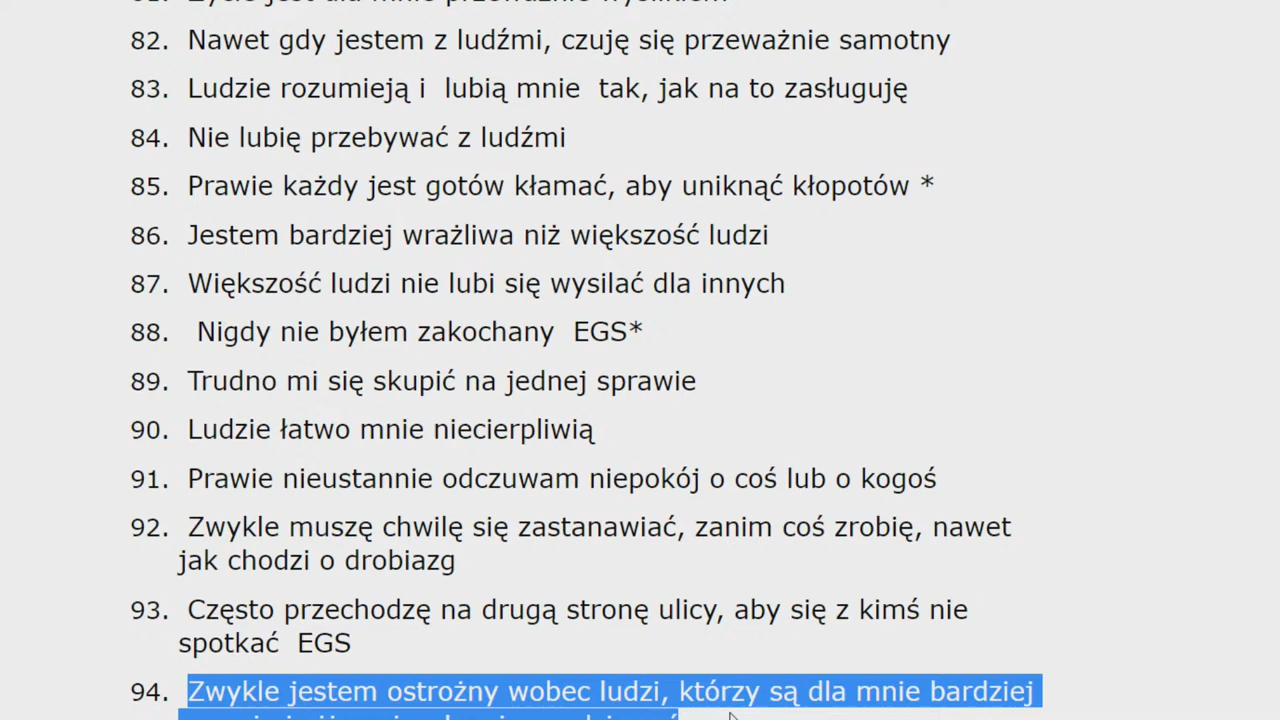 82. Nawet gdy jestem z ludźmi, czuję się przeważnie samotny
83. Ludzie rozumieją i lubią mnie tak, jak na to zasługuję
84. Nie lubię przebywać z ludźmi
85. Prawie każdy jest gotów kłamać, aby uniknąć kłopotów *
86. Jestem bardziej wrażliwa niż większość ludzi
87. Większość ludzi nie lubi się wysilać dla innych
88. Nigdy nie byłem zakochany EGS*
89. Trudno mi się skupić na jednej sprawie
90. Ludzie łatwo mnie niecierpliwią
91. Prawie nieustannie odczuwam niepokój o coś lub o kogoś
92. Zwykle muszę chwilę się zastanawiać, zanim coś zrobię, nawet
jak chodzi o drobiazg
93. Często przechodzę na drugą stronę ulicy, aby się z kimś nie
spotkać EGS
94. Zwykle jestem ostrożny wobec ludzi, którzy są dla mnie bardziej